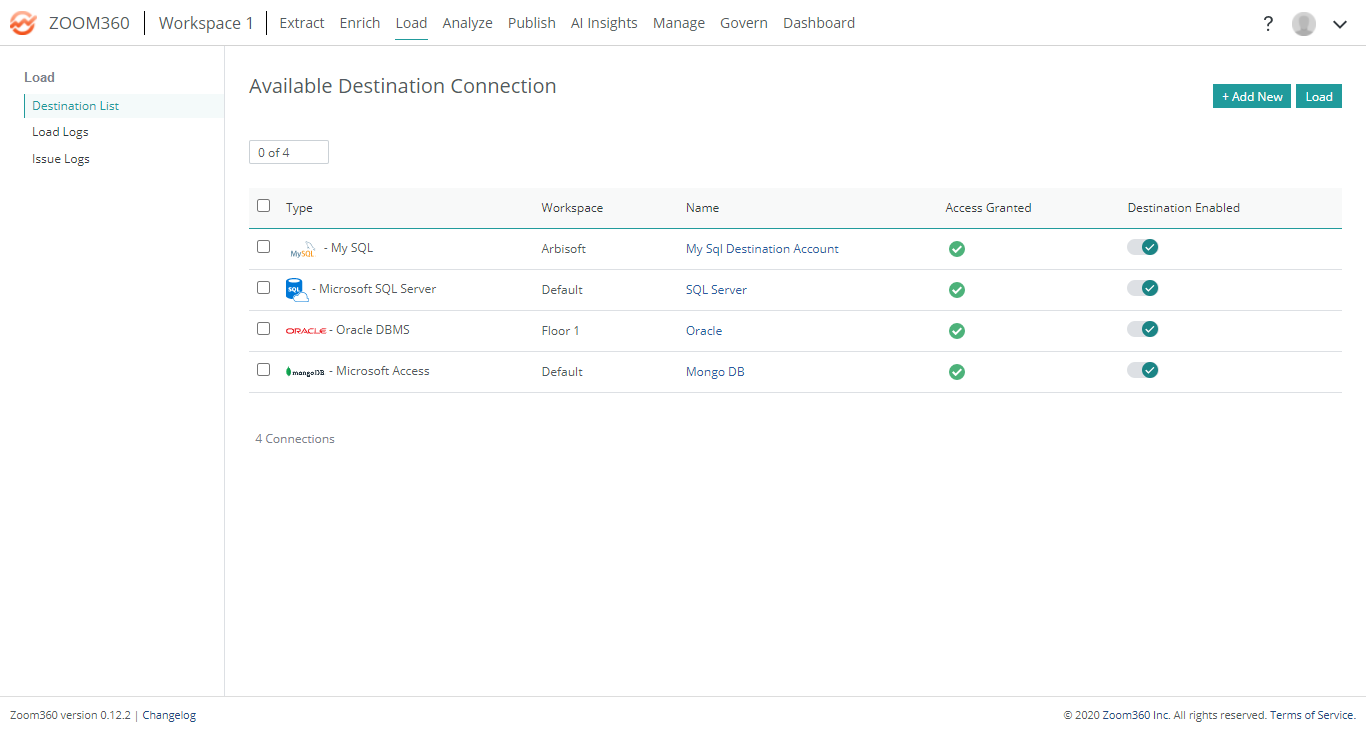 ZOOM360 Workspace 1 Extract Enrich Load Analyze Publish AI Insights Manage Govern Dashboard ?
Load
Destination List
Load Logs
Issue Logs
Available Destination Connection
+ Add New Load
0 of 4
Type Workspace Name Access Granted Destination Enabled
MySQL - My SQL Arbisoft My Sql Destination Account
SQL - Microsoft SQL Server Default SQL Server
ORACLE - Oracle DBMS Floor 1 Oracle
mongoDB - Microsoft Access Default Mongo DB
4 Connections
Zoom360 version 0.12.2 | Changelog © 2020 Zoom360 Inc. All rights reserved. Terms of Service.